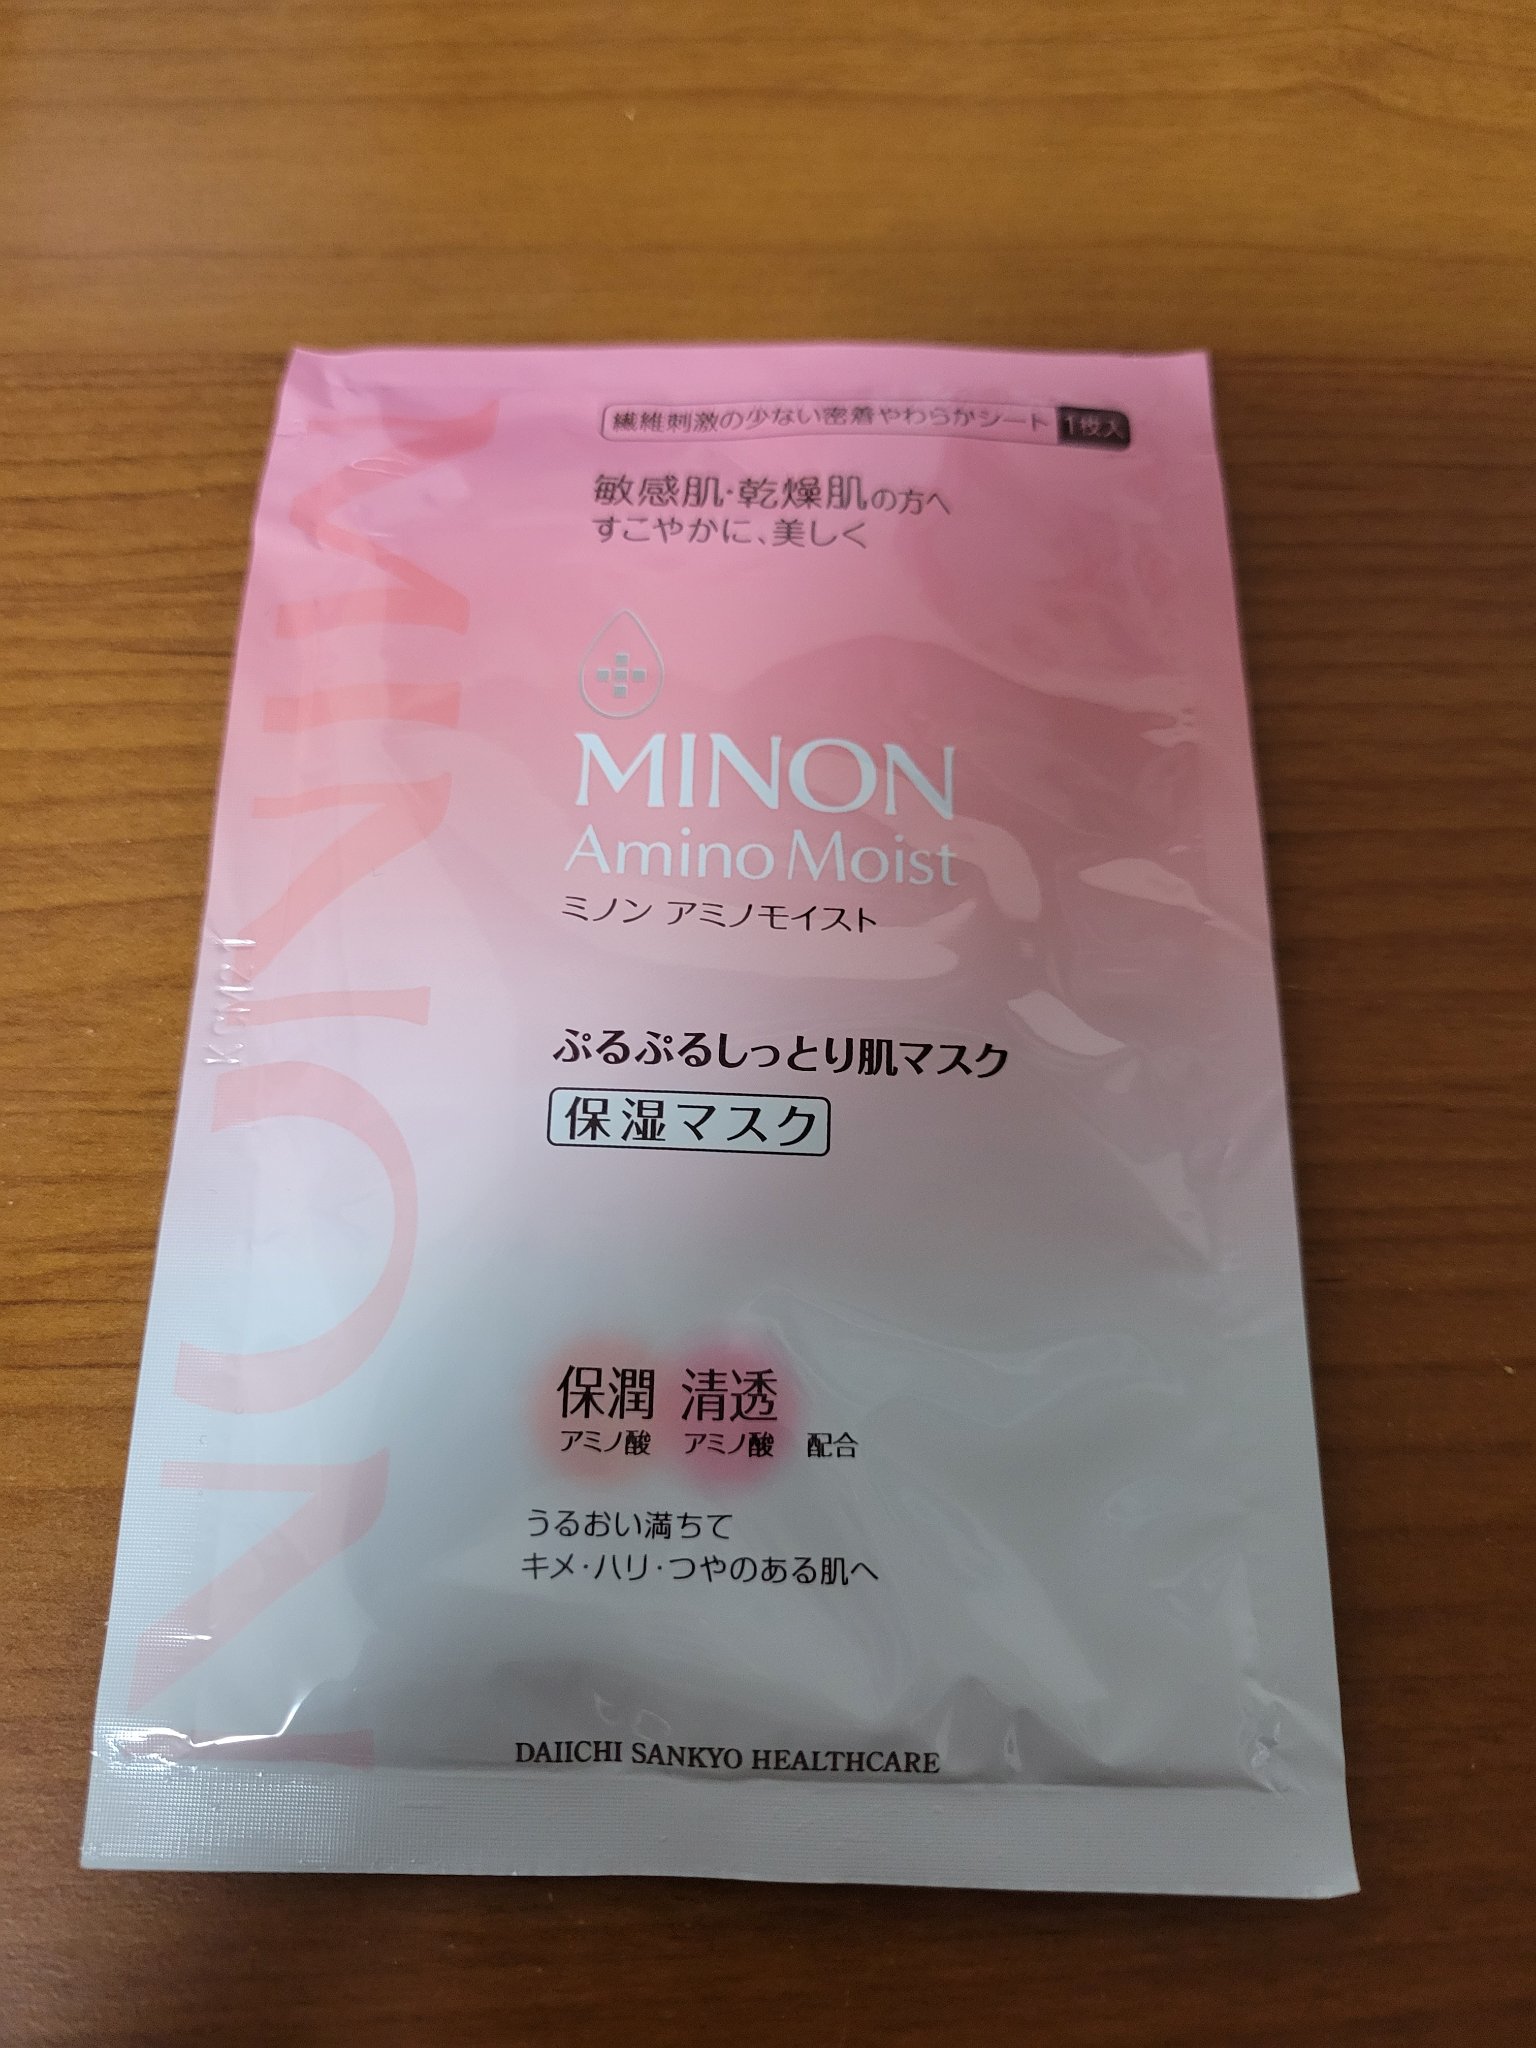 繊維刺激の少ない密着やわらかシート 1枚入
敏感肌・乾燥肌の方へ
すこやかに、美しく
MINON
MINON
Amino Moist
ミノン アミノモイスト
ぷるぷるしっとり肌マスク
保湿マスク
保潤 清透
アミノ酸 アミノ酸 配合
うるおい満ちて
キメ・ハリ・つやのある肌へ
DAIICHI SANKYO HEALTHCARE